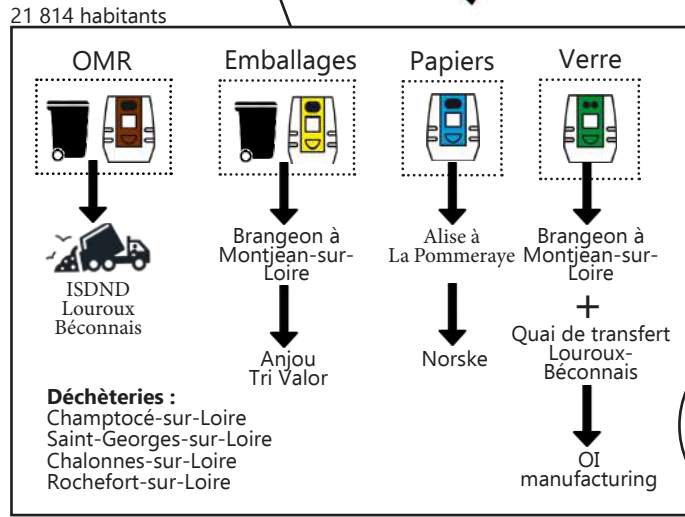 21 814 habitants
OMR
Emballages
Papiers
Verre
ISDND
Louroux
Béconnais
Brangeon à
Montjean-sur-
Loire
Anjou
Tri Valor
Alise à
La Pommeraye
Norske
Brangeon à
Montjean-sur-
Loire
+
Quai de transfert
Louroux-
Béconnais
OI
manufacturing
Déchèteries :
Champtocé-sur-Loire
Saint-Georges-sur-Loire
Chalonnes-sur-Loire
Rochefort-sur-Loire